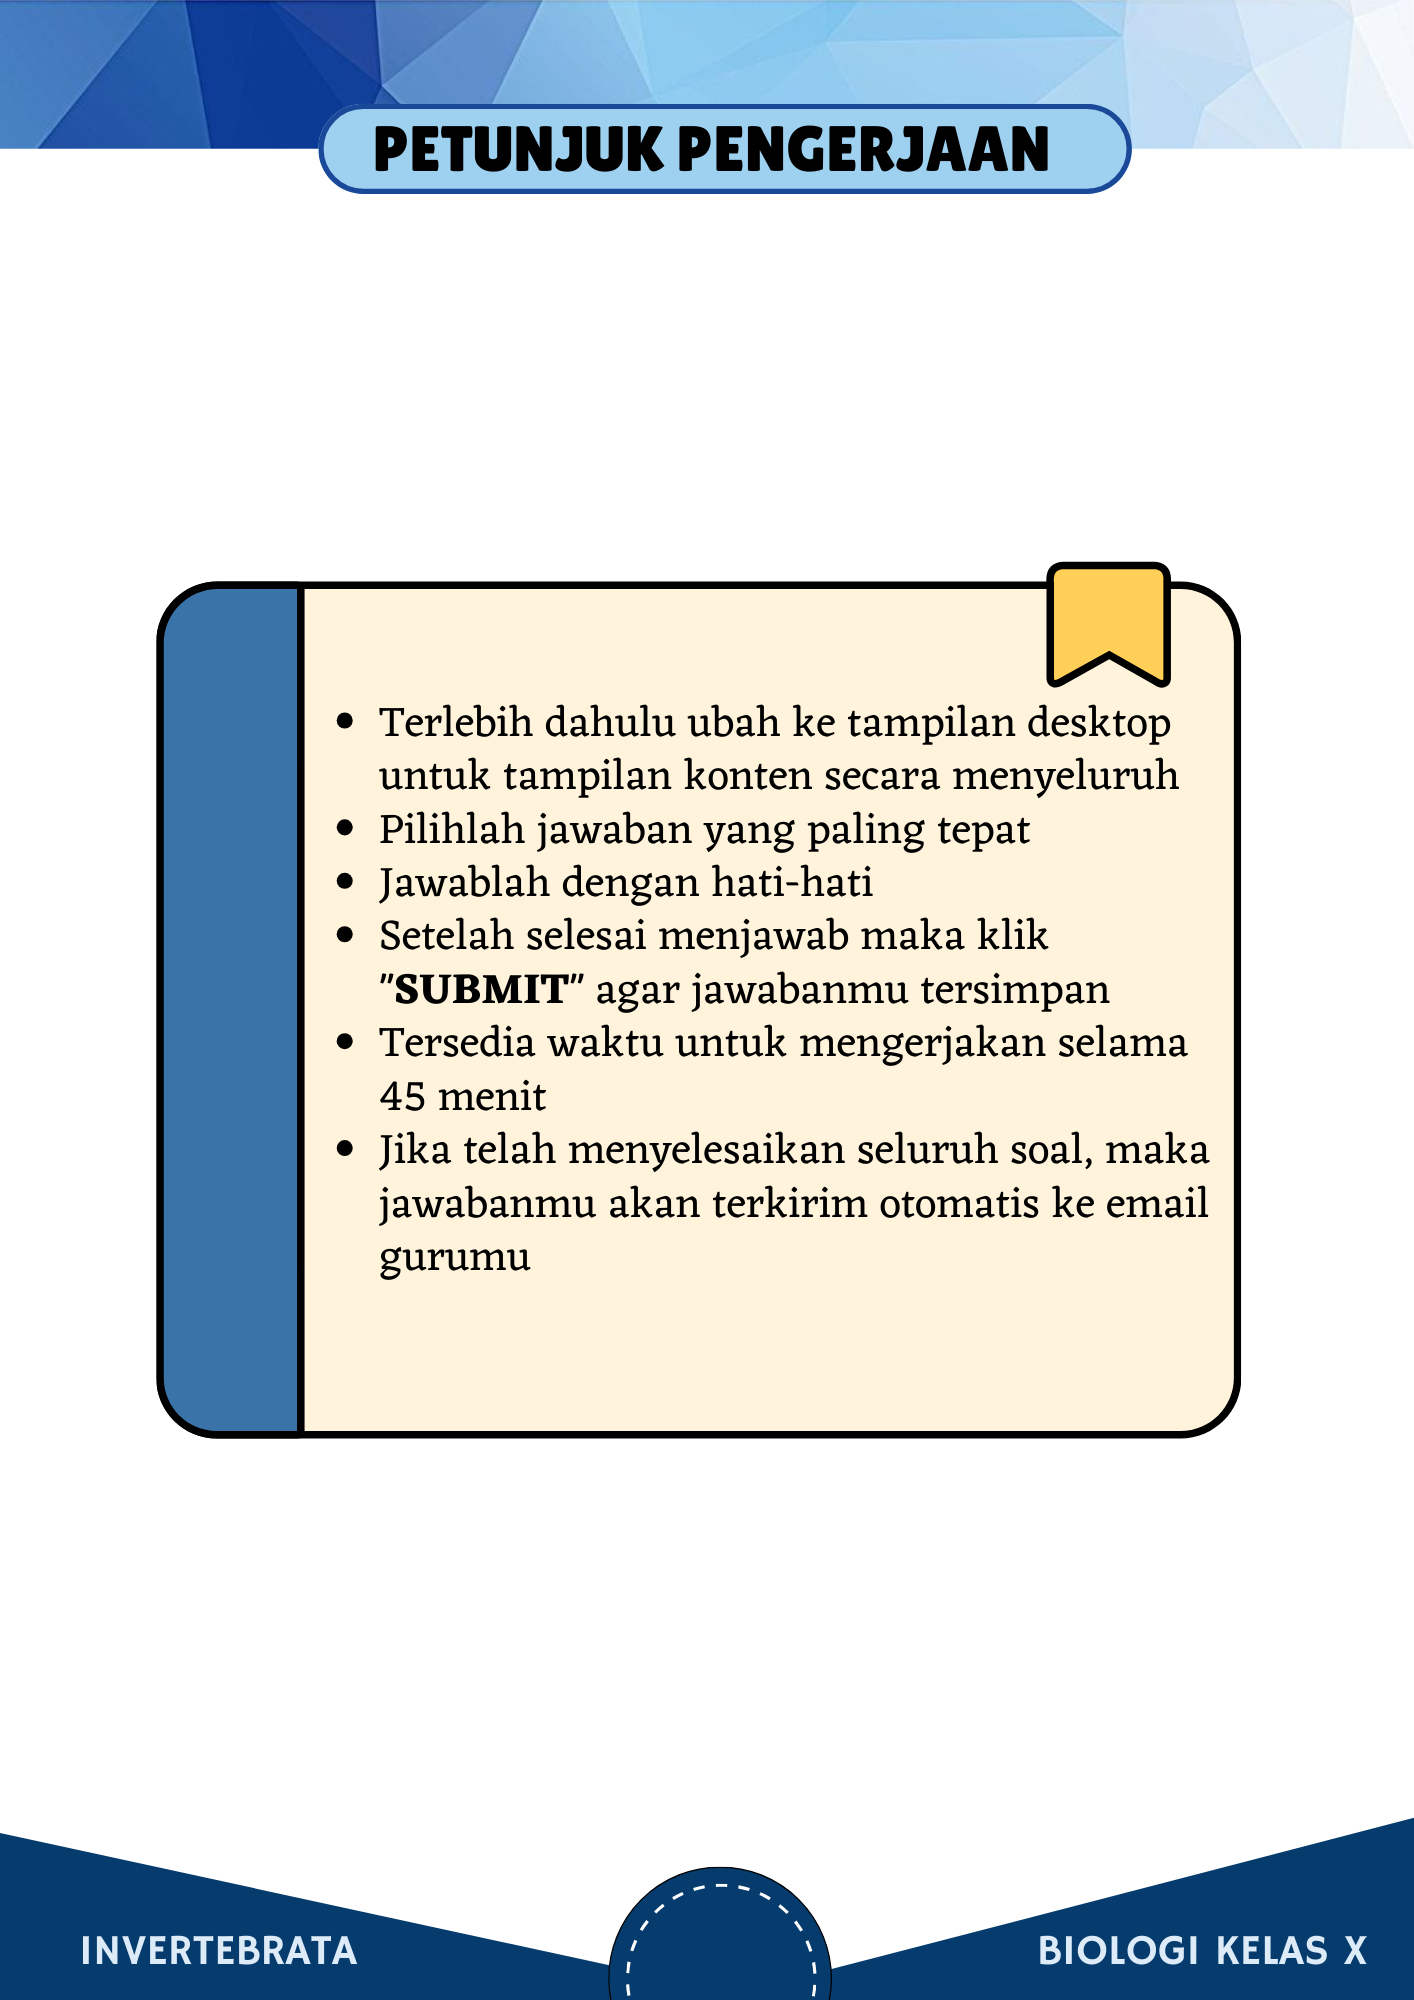 PETUNJUK PENGERJAAN
• Terlebih dahulu ubah ke tampilan desktop
untuk tampilan konten secara menyeluruh
• Pilihlah jawaban yang paling tepat
• Jawablah dengan hati-hati
• Setelah selesai menjawab maka klik
"SUBMIT" agar jawabanmu tersimpan
• Tersedia waktu untuk mengerjakan selama
45 menit
• Jika telah menyelesaikan seluruh soal, maka
jawabanmu akan terkirim otomatis ke email
gurumu
INVERTEBRATA
BIOLOGI KELAS X